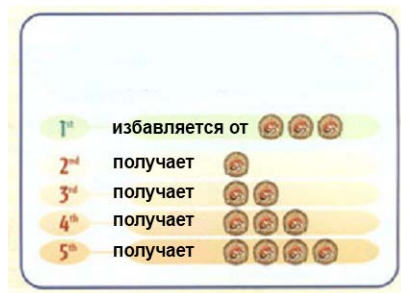 1st избавляется от
2nd получает
3rd получает
4th получает
5th получает